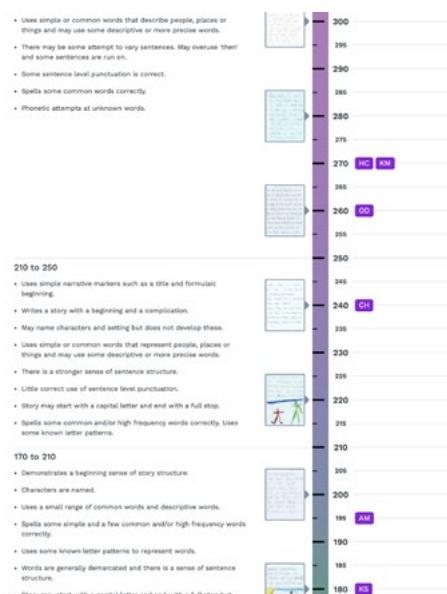 • Uses simple or common words that describe people, places or
things and may use some descriptive or more precise words.
• There may be some attempt to vary sentences. May overuse 'then'
and some sentences are run on.
• Some sentence level punctuation is correct.
• Spells some common words correctly.
• Phonetic attempts at unknown words.
210 to 250
• Uses simple narrative markers such as a title and formulaic
beginning.
• Writes a story with a beginning and a complication.
• May name characters and setting but does not develop these.
• Uses simple or common words that represent people, places or
things and may use some descriptive or more precise words.
• There is a stronger sense of sentence structure.
• Little correct use of sentence level punctuation.
• Story may start with a capital letter and end with a full stop.
• Spells some common and/or high frequency words correctly. Uses
some known letter patterns.
170 to 210
• Demonstrates a beginning sense of story structure.
• Characters are named.
• Uses a small range of common words and descriptive words.
• Spells some simple and a few common and/or high frequency words
correctly.
• Uses some known letter patterns to represent words.
• Words are generally demarcated and there is a sense of sentence
structure.
300
295
290
285
280
275
270 HC KM
265
260 OD
255
250
245
240 CH
235
230
225
220
215
210
205
200
195 AM
190
185
180 KS